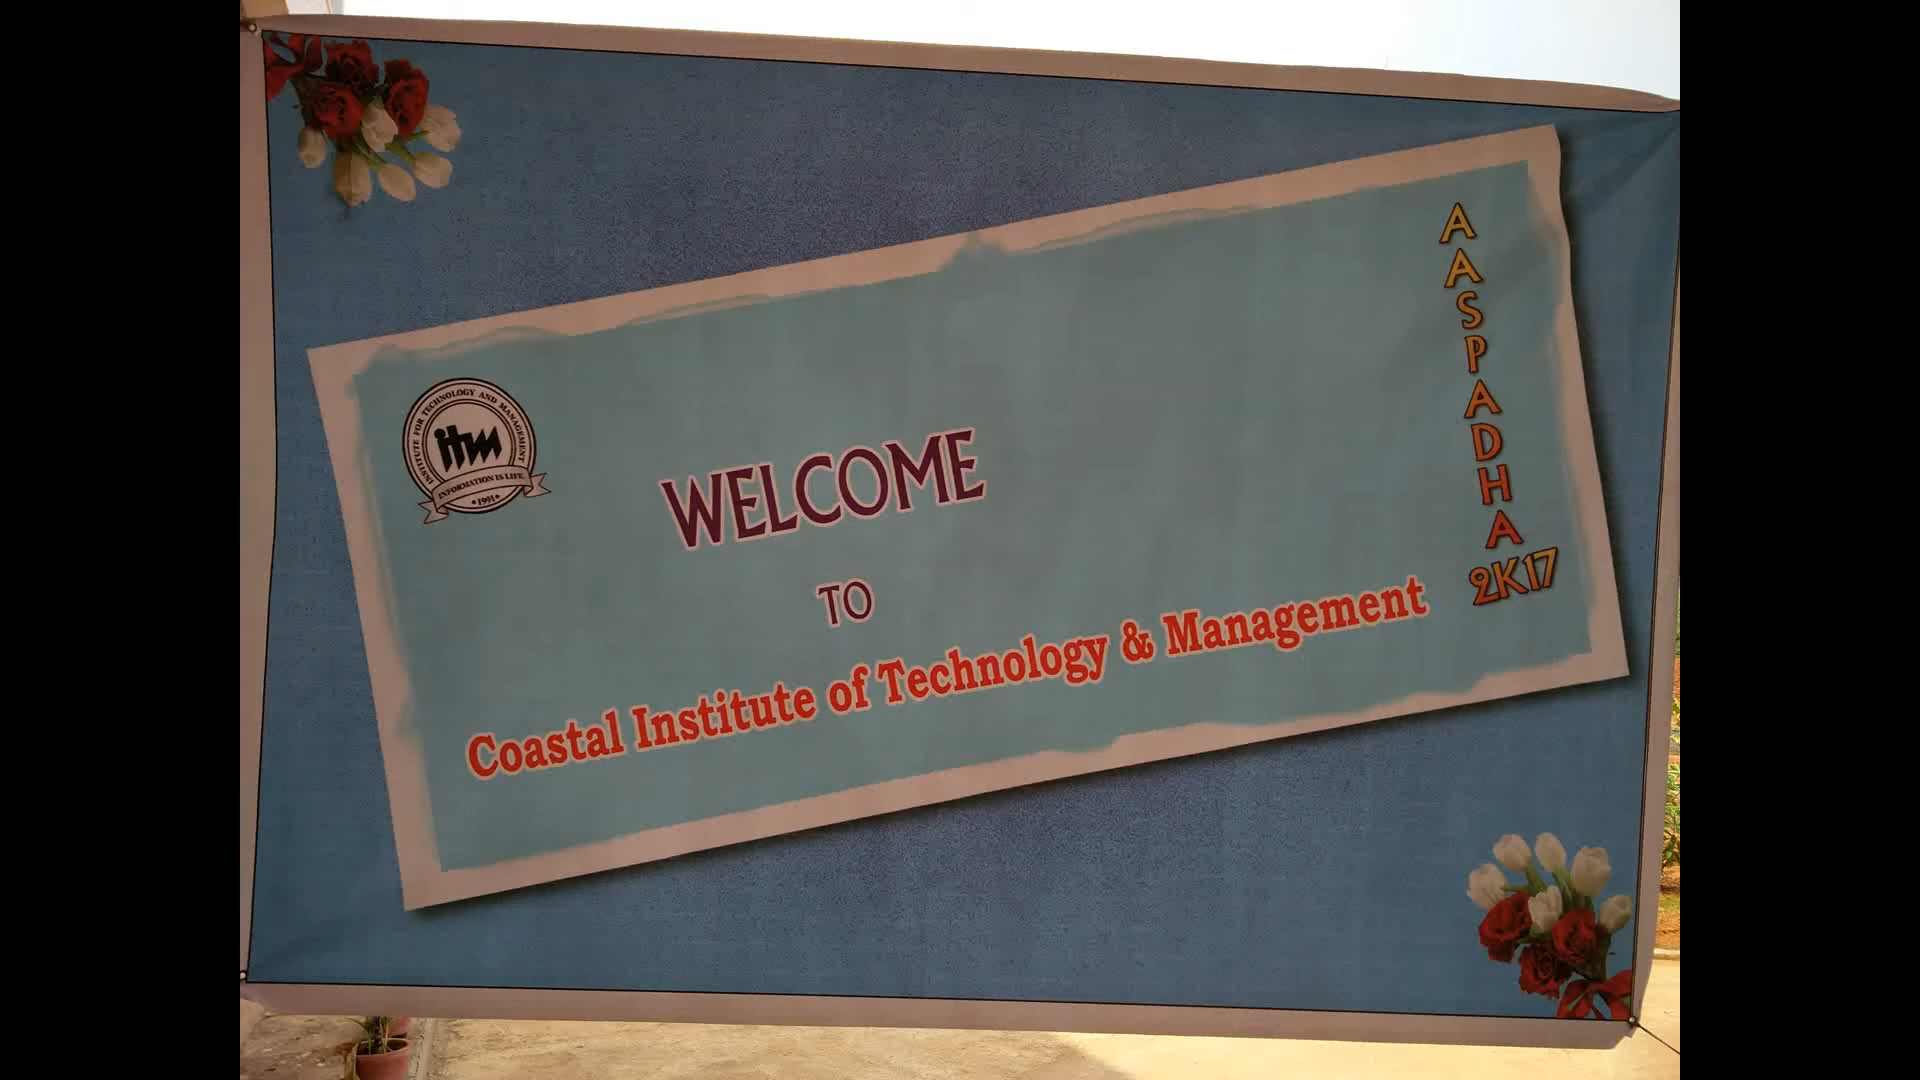 INSTITUTE FOR TECHNOLOGY AND MANAGEMENT
itm
INFORMATION IS LIFE
•1991•
WELCOME
TO
Coastal Institute of Technology & Management
AASPADHA
2K17